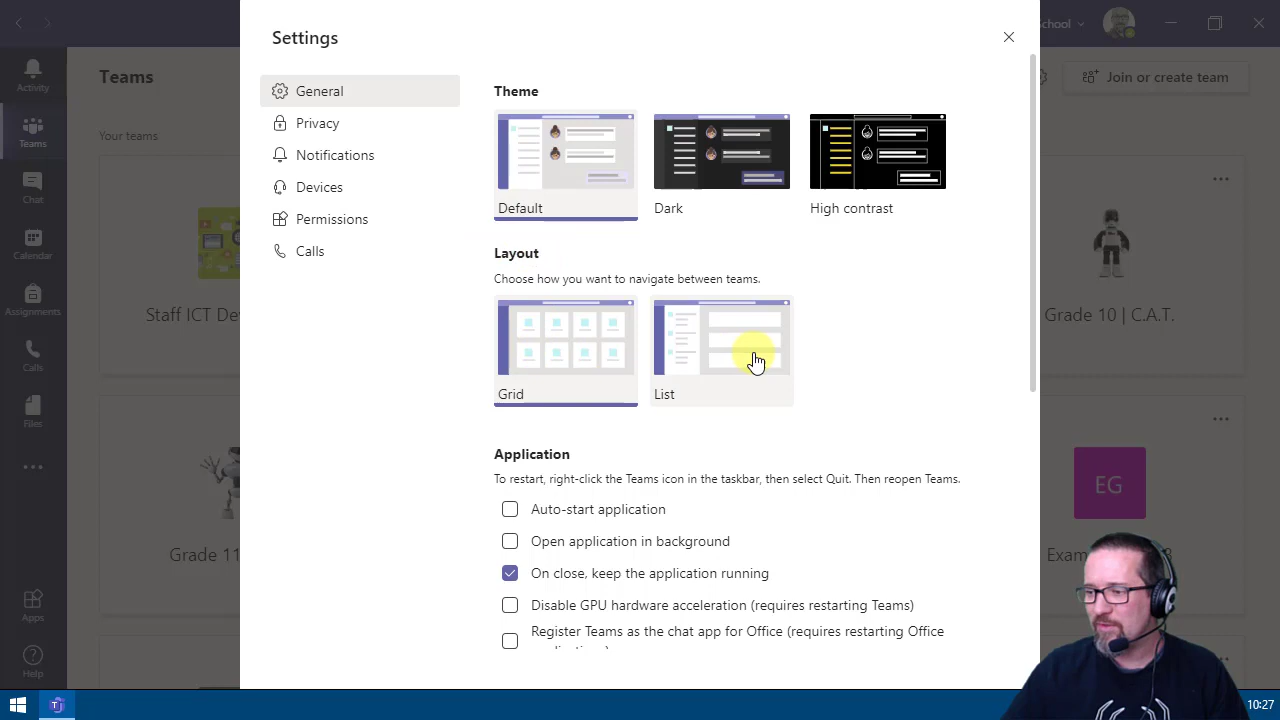 Settings
School
Activity
Teams
Chat
Calendar
Assignments
Calls
Files
Apps
Help
Teams
Join or create team
Your teams
Staff ICT De
Grade 10 | C.A.T.
Grade 11
EG
Exam
8
General
Privacy
Notifications
Devices
Permissions
Calls
Theme
Default
Dark
High contrast
Layout
Choose how you want to navigate between teams.
Grid
List
Application
To restart, right-click the Teams icon in the taskbar, then select Quit. Then reopen Teams.
Auto-start application
Open application in background
On close, keep the application running
Disable GPU hardware acceleration (requires restarting Teams)
Register Teams as the chat app for Office (requires restarting Office
10:27